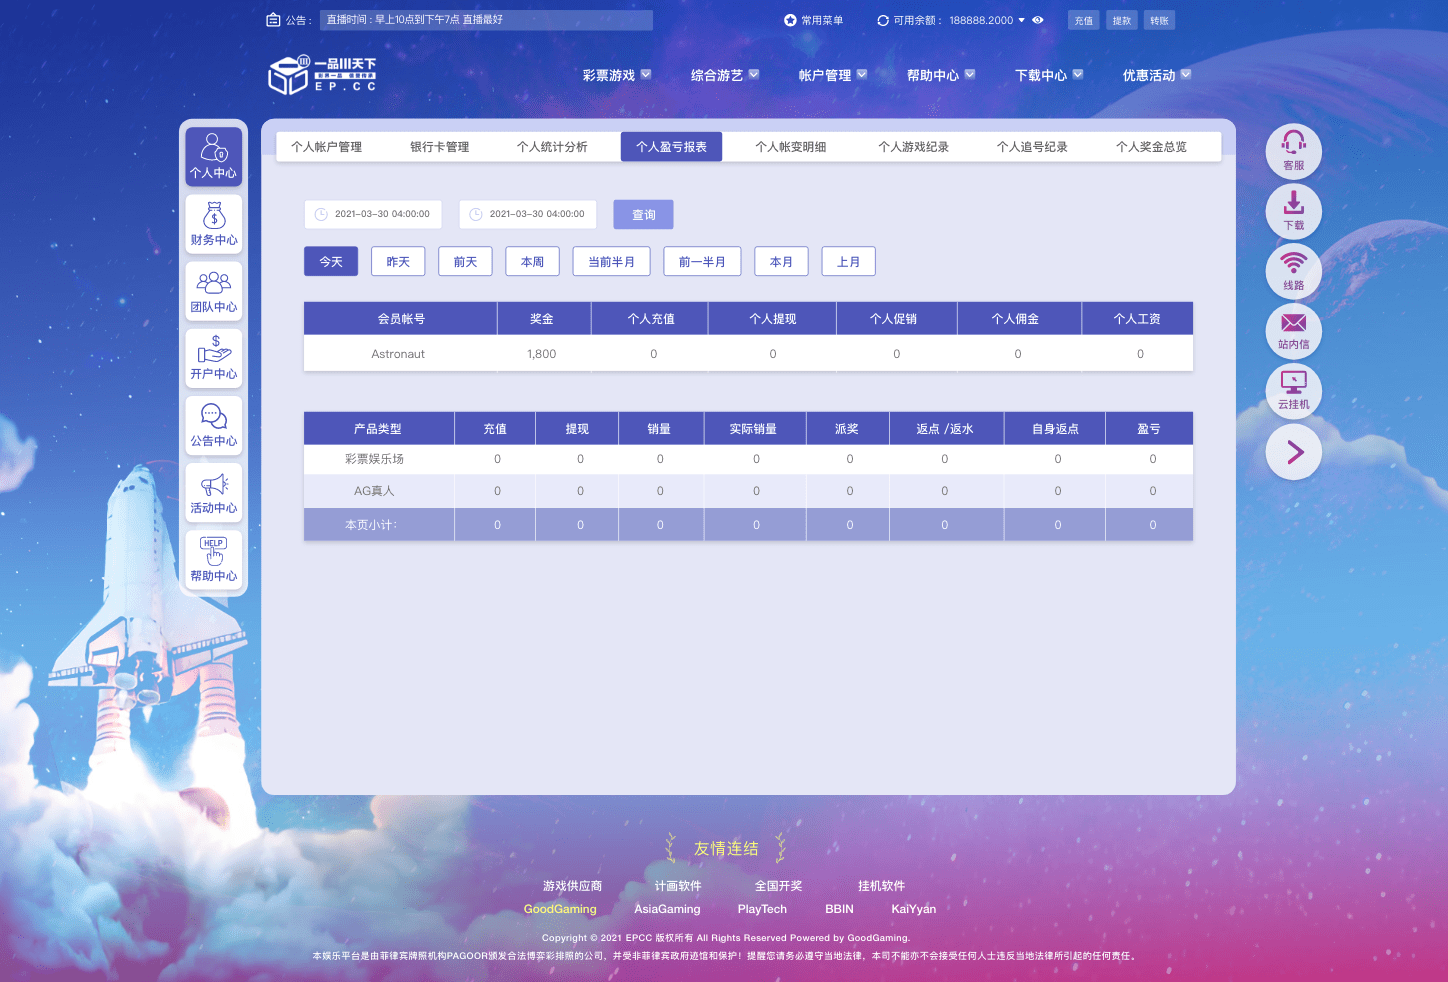 公告： 直播时间 : 早上10点到下午7点 直播最好 常用菜单 可用余额： 188888.2000 充值 提款 转账
一品川天下
EP.CC
彩票游戏 综合游艺 帐户管理 帮助中心 下载中心 优惠活动
个人中心
财务中心
团队中心
开户中心
公告中心
活动中心
HELP
帮助中心
个人帐户管理 银行卡管理 个人统计分析 个人盈亏报表 个人帐变明细 个人游戏纪录 个人追号纪录 个人奖金总览
2021-03-30 04:00:00 2021-03-30 04:00:00 查询
今天 昨天 前天 本周 当前半月 前一半月 本月 上月
会员帐号 奖金 个人充值 个人提现 个人促销 个人佣金 个人工资
Astronaut 1,800 0 0 0 0 0
产品类型 充值 提现 销量 实际销量 派奖 返点 /返水 自身返点 盈亏
彩票娱乐场 0 0 0 0 0 0 0 0
AG真人 0 0 0 0 0 0 0 0
本页小计： 0 0 0 0 0 0 0 0
客服
下载
线路
站内信
云挂机
友情连结
游戏供应商 计画软件 全国开奖 挂机软件
GoodGaming AsiaGaming PlayTech BBIN KaiYyan
Copyright © 2021 EPCC 版权所有 All Rights Reserved Powered by GoodGaming.
本娱乐平台是由菲律宾牌照机构PAGOOR颁发合法博弈彩排照的公司，并受非菲律宾政府迹馆和保护！提醒您请务必遵守当地法律，本司不能亦不会接受任何人士违反当地法律所引起的任何责任。